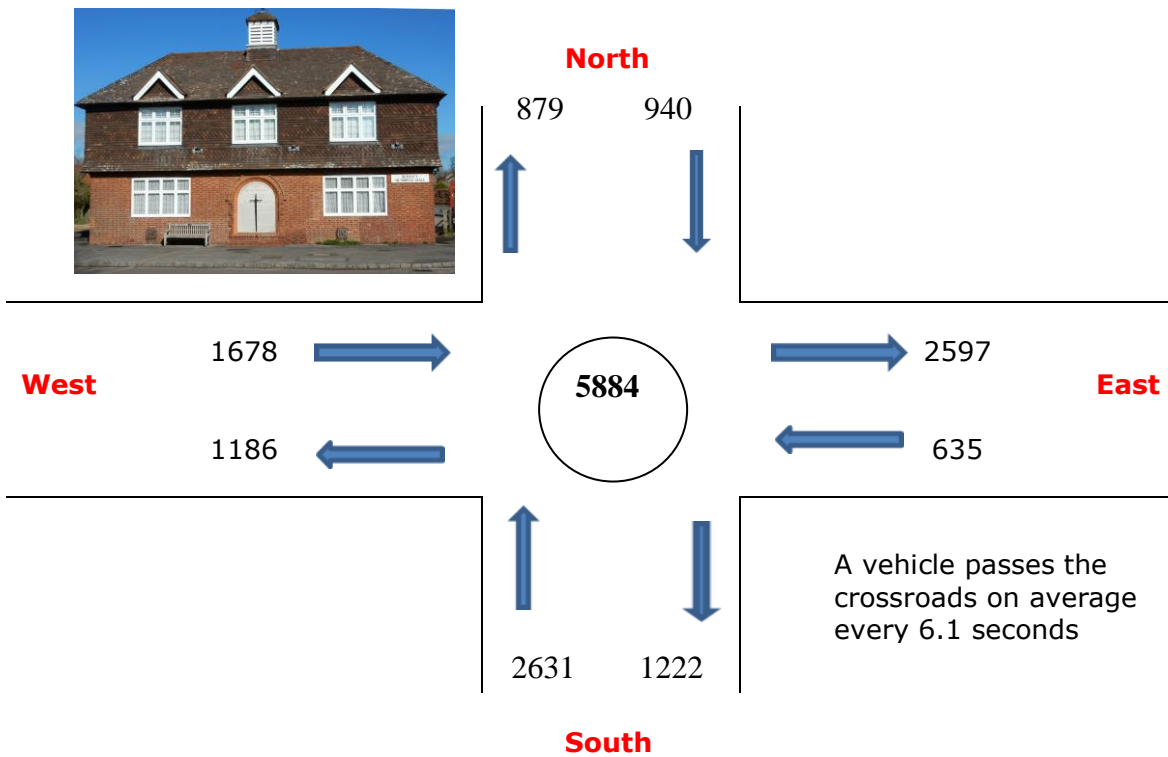 North
879 940
1678
2597
5884
West
East
1186
635
A vehicle passes the
crossroads on average
every 6.1 seconds
2631 1222
South